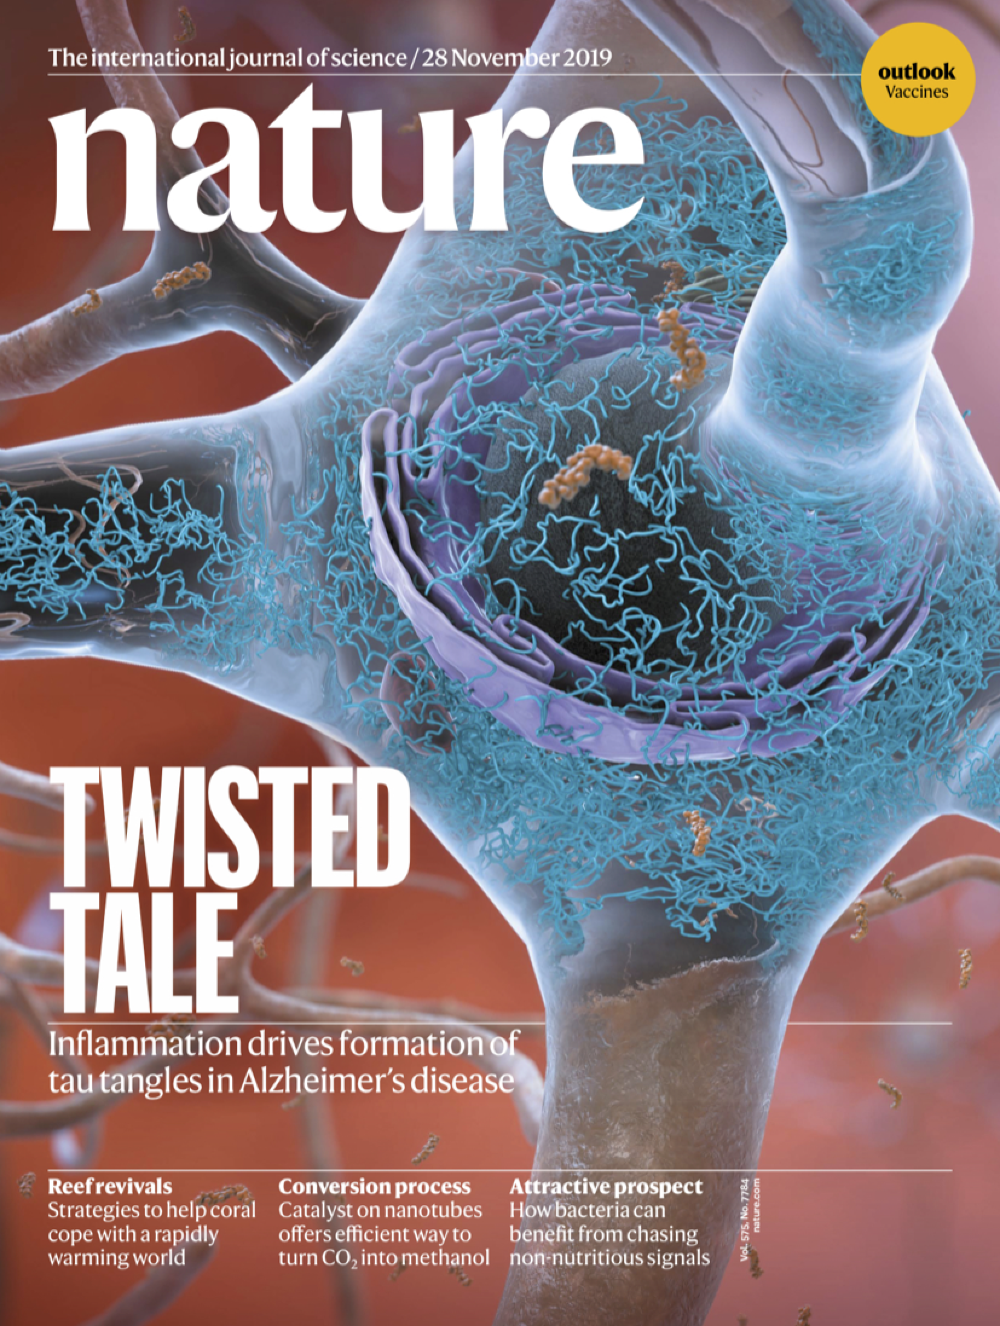 The international journal of science / 28 November 2019
outlook
Vaccines
nature
TWISTED
TALE
Inflammation drives formation of
tau tangles in Alzheimer’s disease
Reef revivals
Strategies to help coral
cope with a rapidly
warming world
Conversion process
Catalyst on nanotubes
offers efficient way to
turn CO₂ into methanol
Attractive prospect
How bacteria can
benefit from chasing
non-nutritious signals
Vol. 575, No. 7784
nature.com